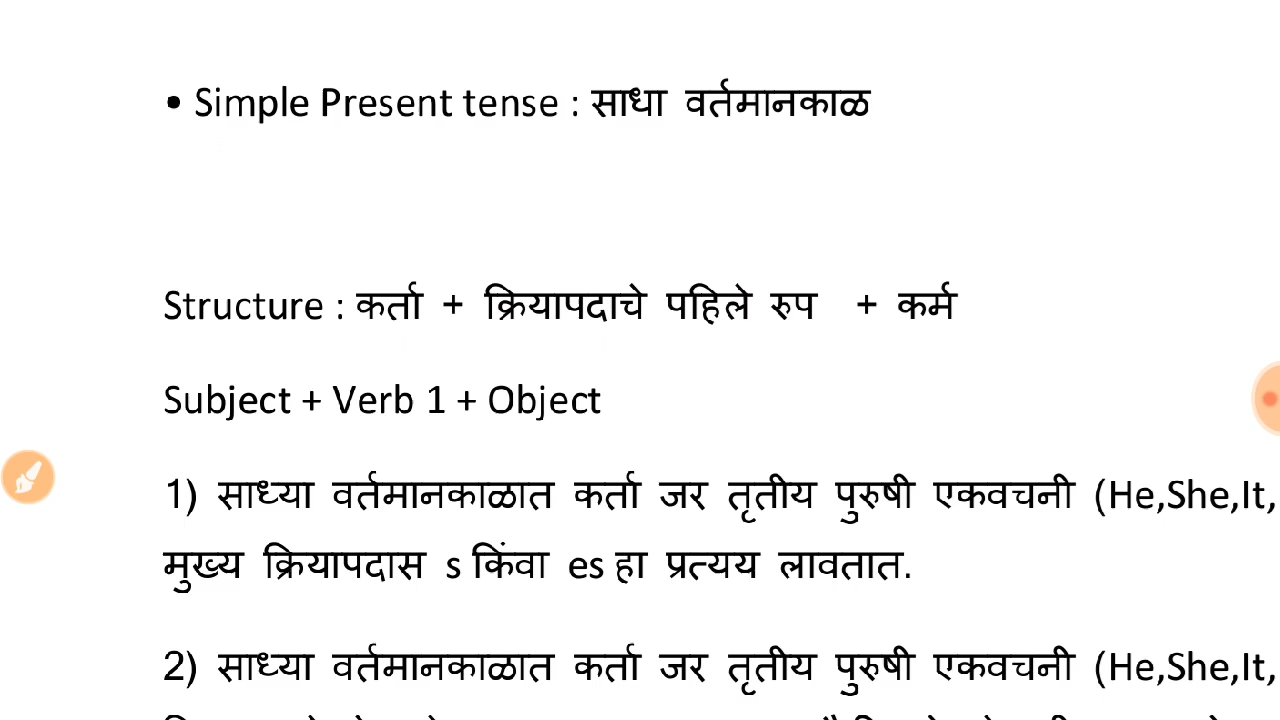 • Simple Present tense : साधा वर्तमानकाळ
Structure : कर्ता + क्रियापदाचे पहिले रुप + कर्म
Subject + Verb 1 + Object
1) साध्या वर्तमानकाळात कर्ता जर तृतीय पुरुषी एकवचनी (He,She,It,
मुख्य क्रियापदास s किंवा es हा प्रत्यय लावतात.
2) साध्या वर्तमानकाळात कर्ता जर तृतीय पुरुषी एकवचनी (He,She,It,